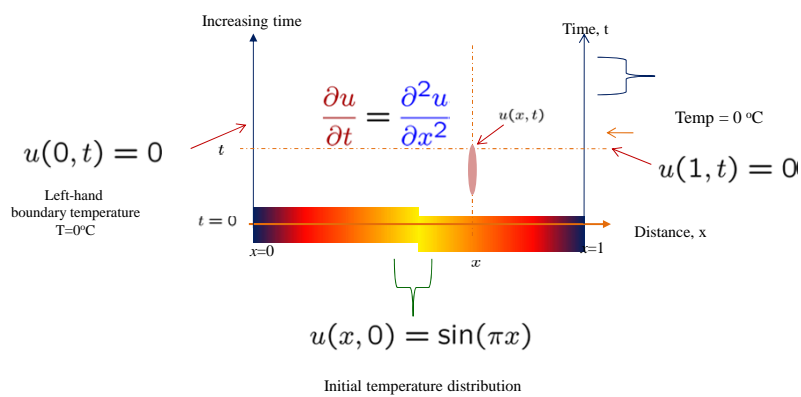 Increasing time
Time, t
∂u/∂t = ∂²u/∂x²
u(x, t)
Temp = 0 °C
t
u(0, t) = 0
u(1, t) = 0
Left-hand
boundary temperature
T=0°C
t = 0
Distance, x
x=0
x
x=1
u(x, 0) = sin(πx)
Initial temperature distribution